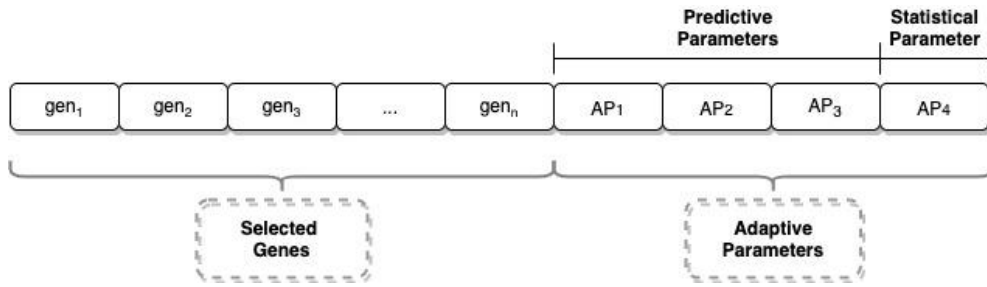 Predictive Parameters
Statistical Parameter
gen₁ gen₂ gen₃ ... genₙ AP₁ AP₂ AP₃ AP₄
Selected Genes
Adaptive Parameters